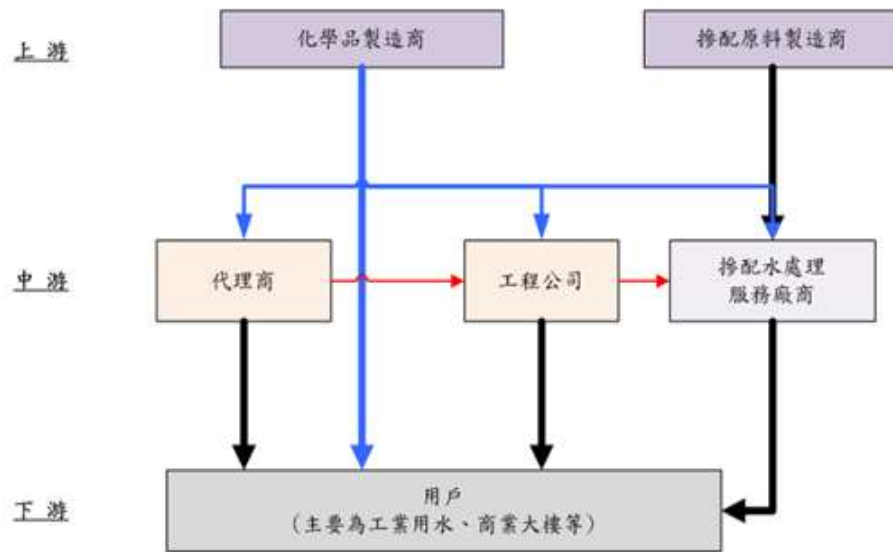 上 游
化學品製造商
摻配原料製造商
中 游
代理商
工程公司
摻配水處理
服務廠商
下 游
用戶
（主要為工業用水、商業大樓等）